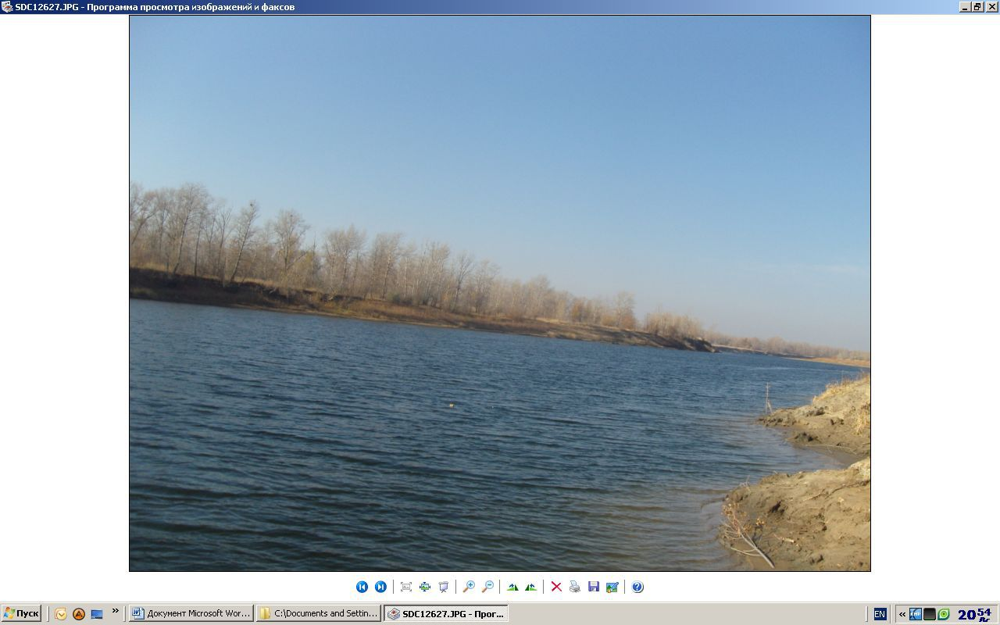 SDC12627.JPG - Программа просмотра изображений и факсов
Пуск
»
Документ Microsoft Wor...
C:\Documents and Settin...
SDC12627.JPG - Прог...
EN
«
KMP
20 54